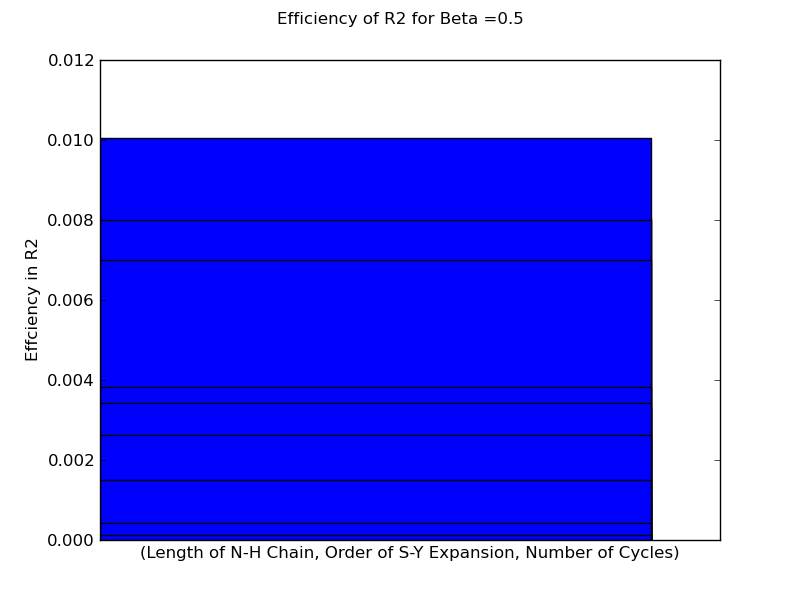 Efficiency of R2 for Beta =0.5
0.012
0.010
0.008
0.006
0.004
0.002
0.000
Effciency in R2
(Length of N-H Chain, Order of S-Y Expansion, Number of Cycles)